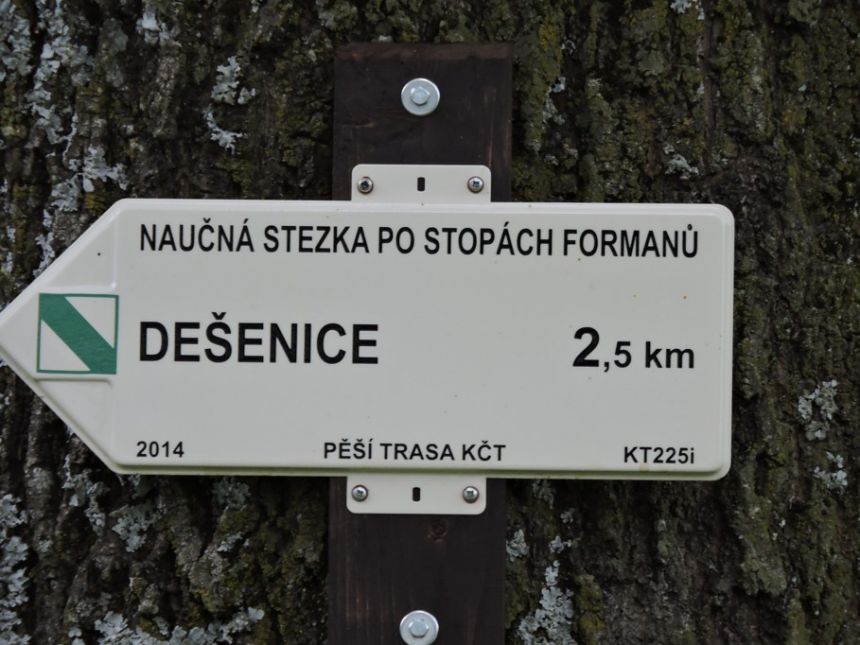 NAUČNÁ STEZKA PO STOPÁCH FORMANŮ
DEŠENICE 2,5 km
2014 PĚŠÍ TRASA KČT KT225i